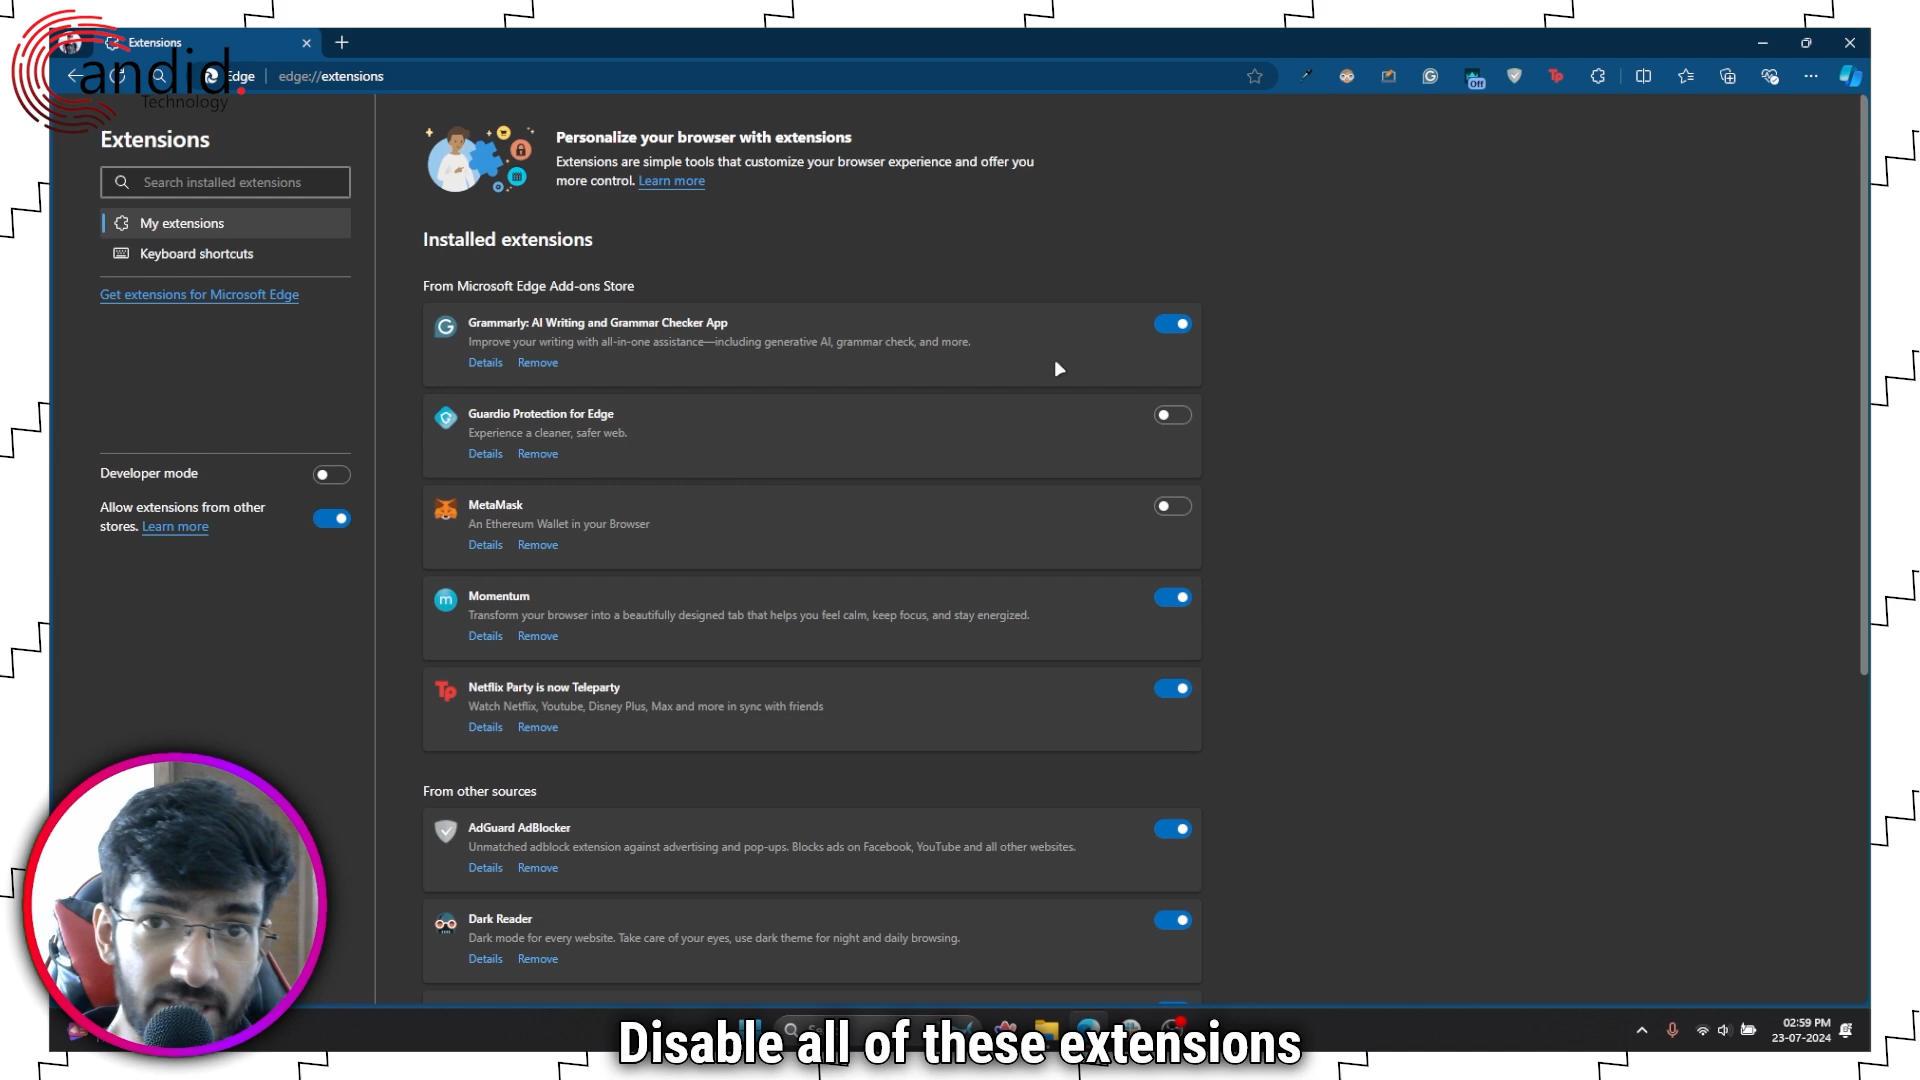 Extensions
Candid.
Technology
Edge
edge://extensions
Off
Tp
Extensions
Search installed extensions
My extensions
Keyboard shortcuts
Get extensions for Microsoft Edge
Developer mode
Allow extensions from other
stores. Learn more
Personalize your browser with extensions
Extensions are simple tools that customize your browser experience and offer you
more control. Learn more
Installed extensions
From Microsoft Edge Add-ons Store
Grammarly: AI Writing and Grammar Checker App
Improve your writing with all-in-one assistance—including generative AI, grammar check, and more.
Details Remove
Guardio Protection for Edge
Experience a cleaner, safer web.
Details Remove
MetaMask
An Ethereum Wallet in your Browser
Details Remove
m
Momentum
Transform your browser into a beautifully designed tab that helps you feel calm, keep focus, and stay energized.
Details Remove
Tp
Netflix Party is now Teleparty
Watch Netflix, Youtube, Disney Plus, Max and more in sync with friends
Details Remove
From other sources
AdGuard AdBlocker
Unmatched adblock extension against advertising and pop-ups. Blocks ads on Facebook, YouTube and all other websites.
Details Remove
Dark Reader
Dark mode for every website. Take care of your eyes, use dark theme for night and daily browsing.
Details Remove
Disable all of these extensions
02:59 PM
23-07-2024